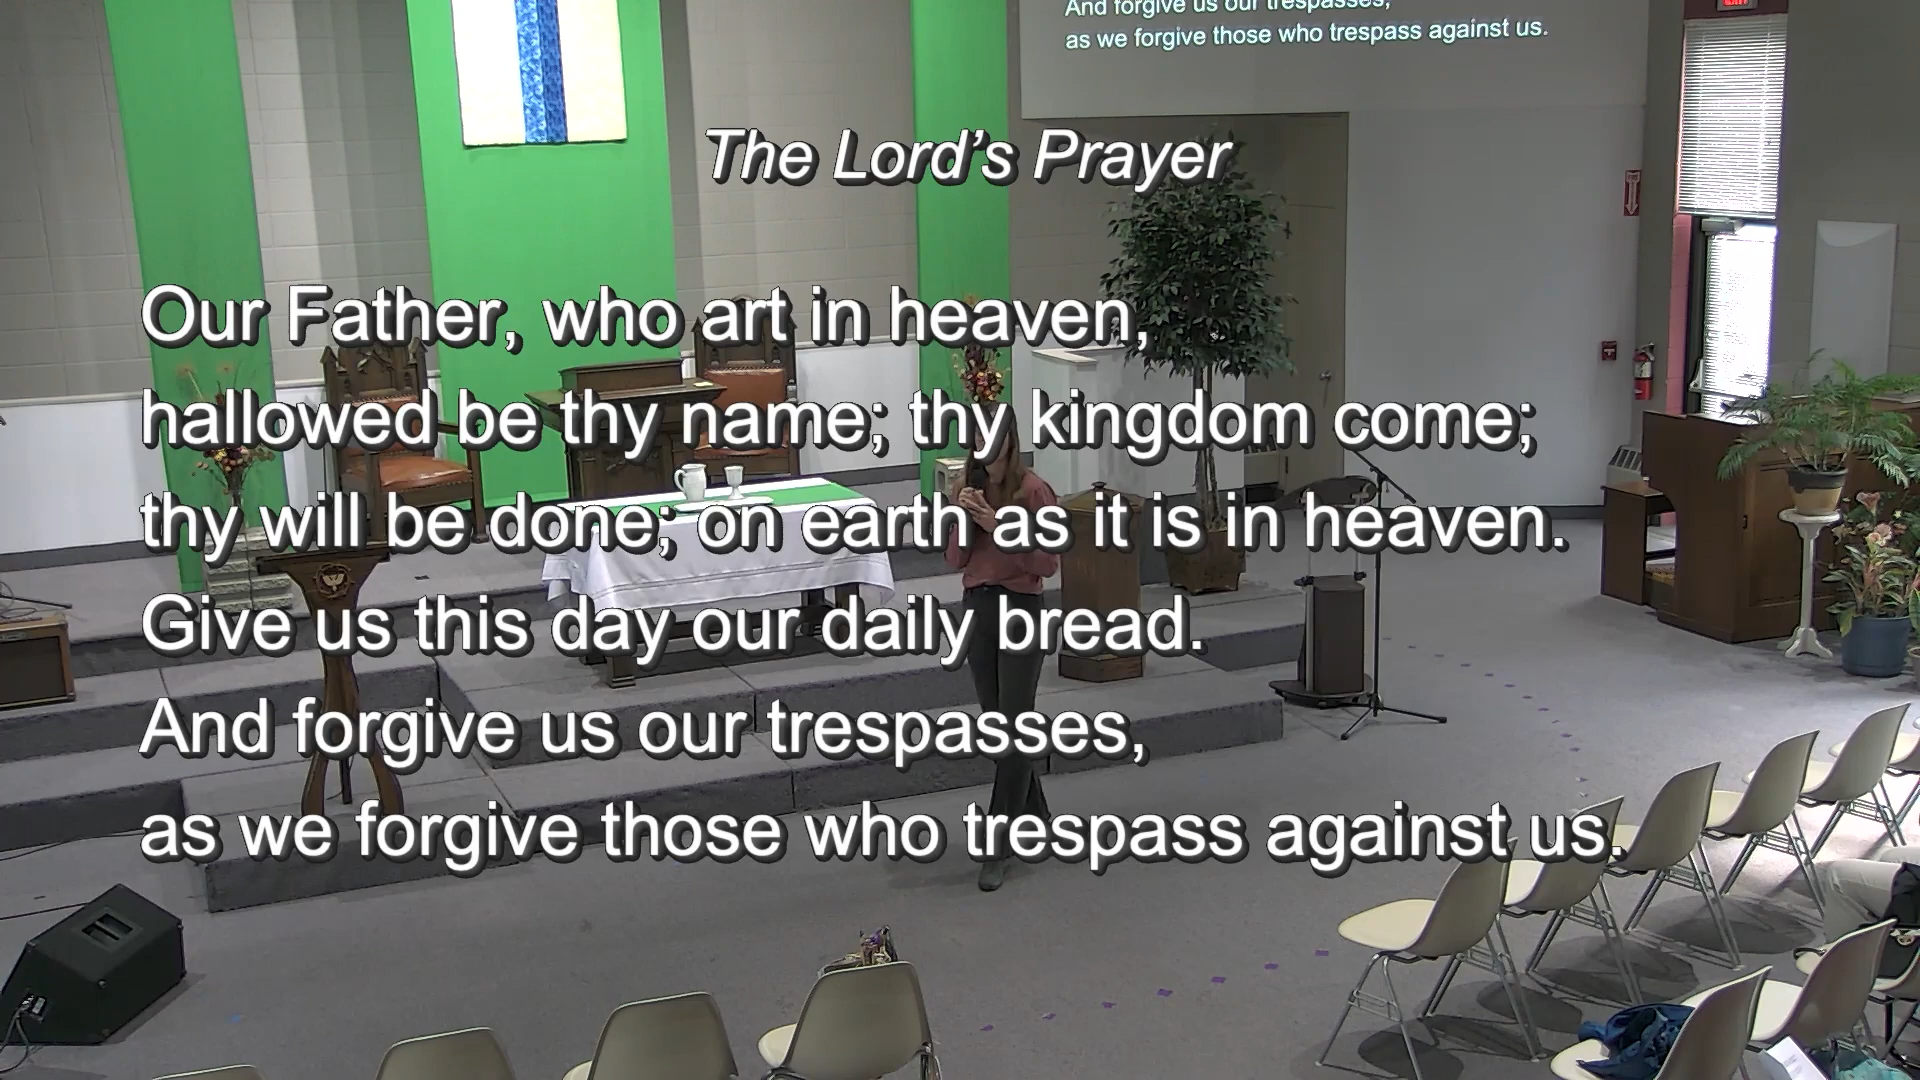 And forgive us our trespasses,
as we forgive those who trespass against us.
The Lord’s Prayer
Our Father, who art in heaven,
hallowed be thy name; thy kingdom come;
thy will be done; on earth as it is in heaven.
Give us this day our daily bread.
And forgive us our trespasses,
as we forgive those who trespass against us.
EXIT